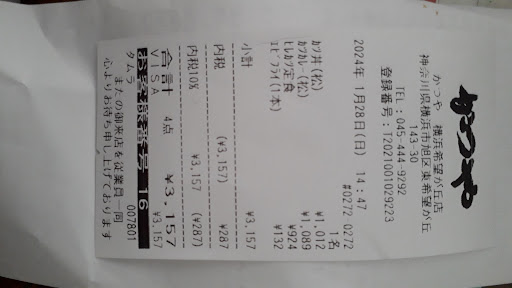 かつや
かつや 横浜希望が丘店
神奈川県横浜市旭区東希望が丘
143-30
TEL:045-444-9292
登録番号:T2021001029223
2024年 1月28日(日) 14:47
#0272 0272
1名
カツ丼(松) ¥1,012
カツカレー(松) ¥1,089
ヒレカツ定食 ¥924
エビフライ(1本) ¥132
小計 ¥3,157
内税 (¥3,157) ¥287
内税10% ¥3,157 (¥287)
合計 4点 ¥3,157
VISA ¥3,157
お客様番号 16
タムラ 007801
またの御来店を従業員一同
心よりお待ち申し上げております